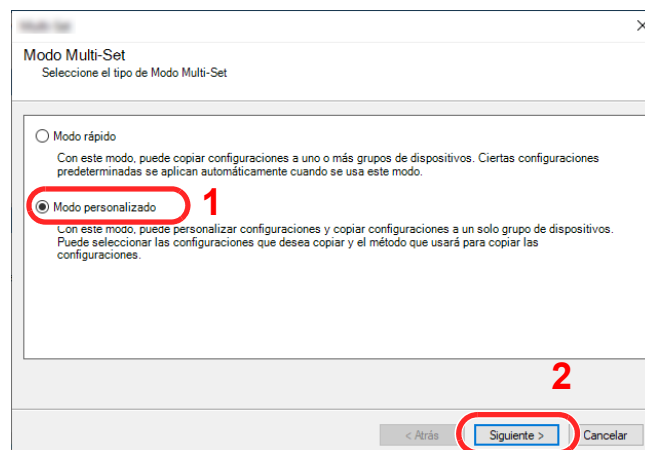 Modo Multi-Set
Seleccione el tipo de Modo Multi-Set
Modo rápido
Con este modo, puede copiar configuraciones a uno o más grupos de dispositivos. Ciertas configuraciones
predeterminadas se aplican automáticamente cuando se usa este modo.
Modo personalizado
1
Con este modo, puede personalizar configuraciones y copiar configuraciones a un solo grupo de dispositivos.
Puede seleccionar las configuraciones que desea copiar y el método que usará para copiar las
configuraciones.
2
< Atrás
Siguiente >
Cancelar